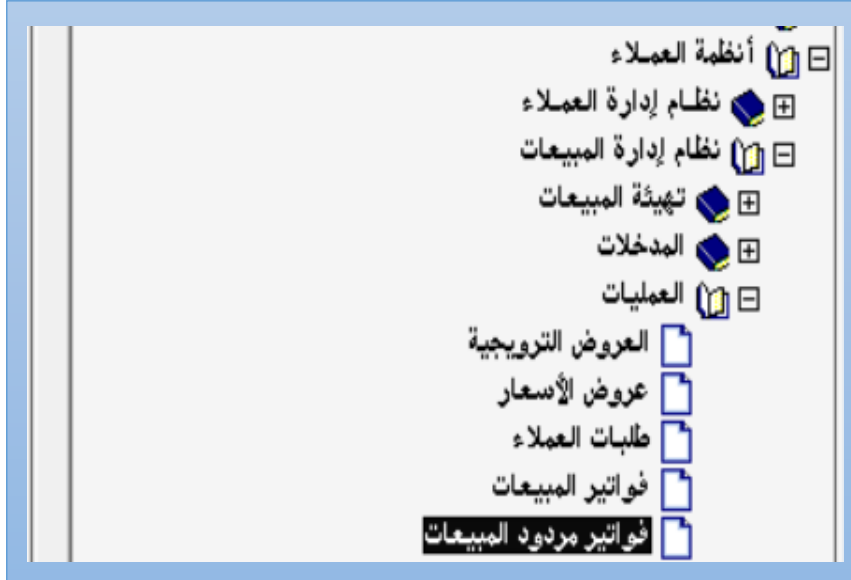 أنظمة العملاء
نظام إدارة العملاء
نظام إدارة المبيعات
تهيئة المبيعات
المدخلات
العمليات
العروض الترويجية
عروض الأسعار
طلبات العملاء
فواتير المبيعات
فواتير مردود المبيعات